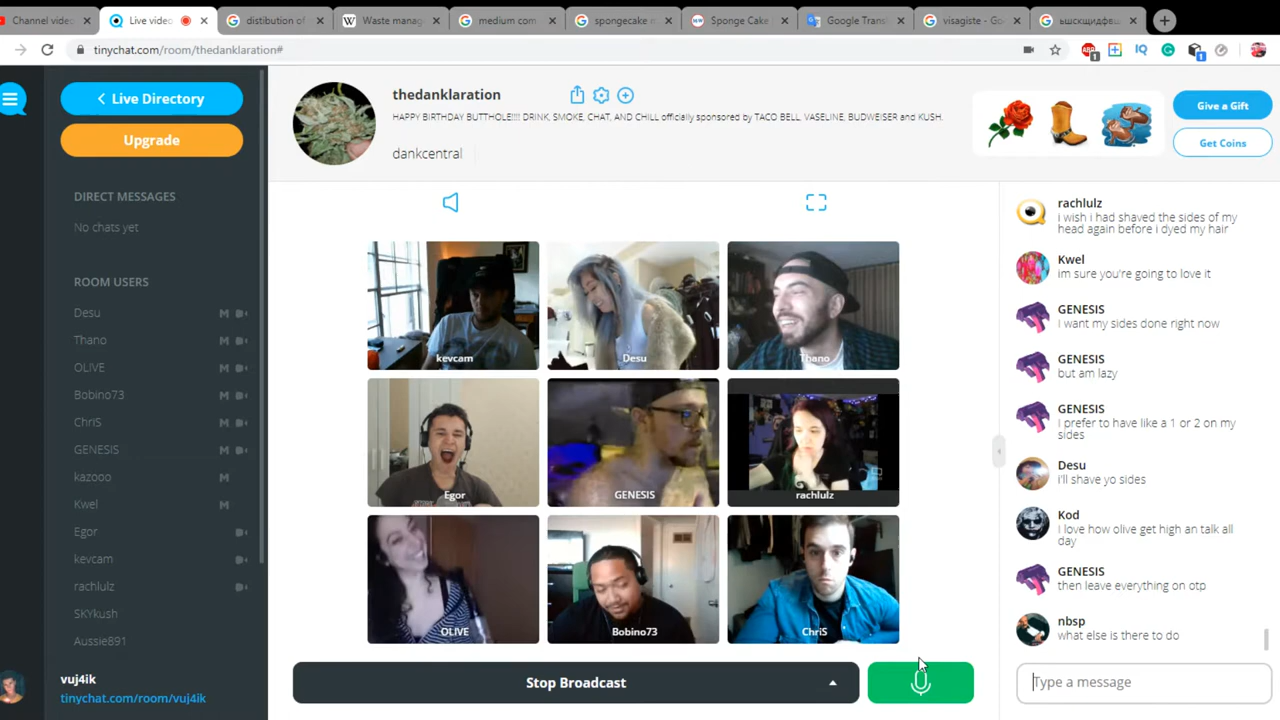 Channel video
Live video
distibution of
Waste manag
medium com
spongecake
Sponge Cake
Google Trans
visagiste - Go
ьшскщидфвш
tinychat.com/room/thedanklaration#
Live Directory
Upgrade
DIRECT MESSAGES
No chats yet
ROOM USERS
Desu M
Thano M
OLIVE M
Bobino73 M
ChriS M
GENESIS M
kazooo M
Kwel M
Egor
kevcam
rachlulz
SKYkush
Aussie891
vuj4ik
tinychat.com/room/vuj4ik
thedanklaration
HAPPY BIRTHDAY BUTTHOLE!!!! DRINK, SMOKE, CHAT, AND CHILL officially sponsored by TACO BELL, VASELINE, BUDWEISER and KUSH.
dankcentral
Give a Gift
Get Coins
kevcam
Desu
Thano
Egor
GENESIS
rachlulz
OLIVE
Bobino73
ChriS
Stop Broadcast
rachlulz
i wish i had shaved the sides of my
head again before i dyed my hair
Kwel
im sure you're going to love it
GENESIS
I want my sides done right now
GENESIS
but am lazy
GENESIS
I prefer to have like a 1 or 2 on my
sides
Desu
i'll shave yo sides
Kod
I love how olive get high an talk all
day
GENESIS
then leave everything on otp
nbsp
what else is there to do
Type a message